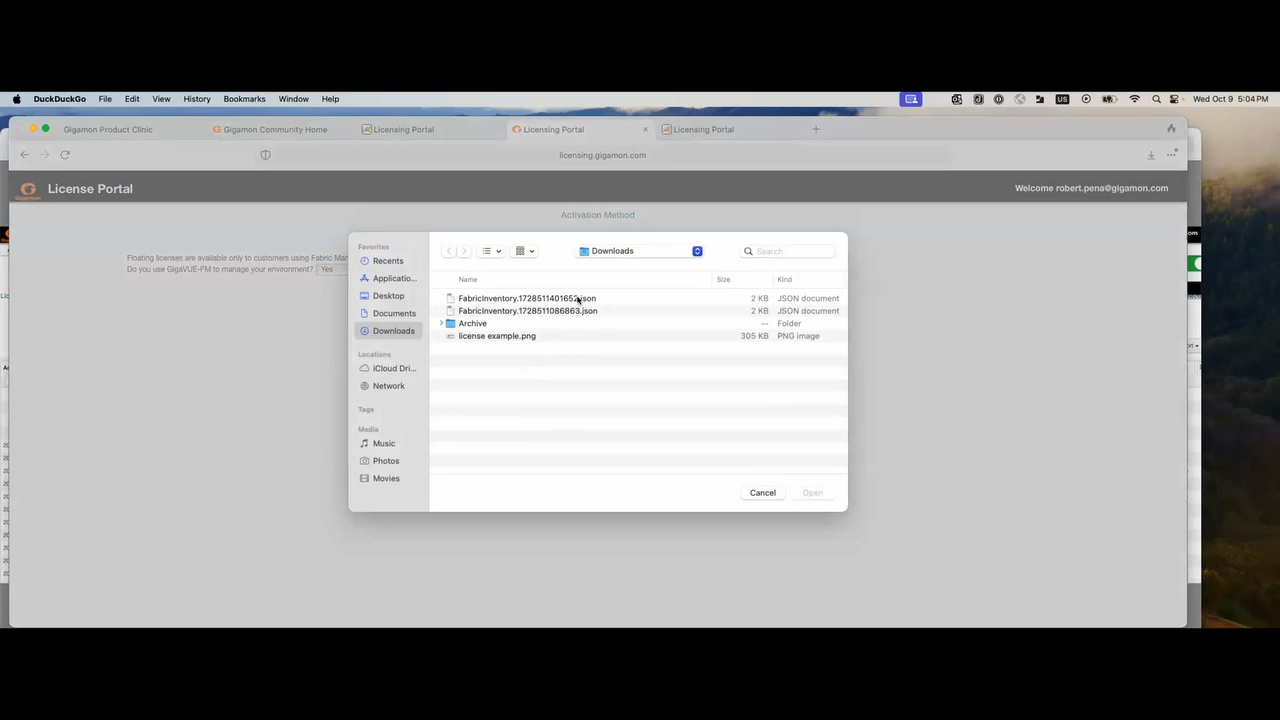 DuckDuckGo File Edit View History Bookmarks Window Help US Wed Oct 9 5:04 PM
Gigamon Product Clinic Gigamon Community Home Licensing Portal Licensing Portal × Licensing Portal +
licensing.gigamon.com
Gigamon License Portal Welcome robert.pena@gigamon.com
Activation Method
Floating licenses are available only to customers using Fabric Man
Do you use GigaVUE-FM to manage your environment? Yes
Favorites
Recents
Applicatio...
Desktop
Documents
Downloads
Locations
iCloud Dri...
Network
Tags
Media
Music
Photos
Movies
Downloads Search
Name Size Kind
FabricInventory.1728511401652.json 2 KB JSON document
FabricInventory.1728511086863.json 2 KB JSON document
Archive -- Folder
license example.png 305 KB PNG image
Cancel Open